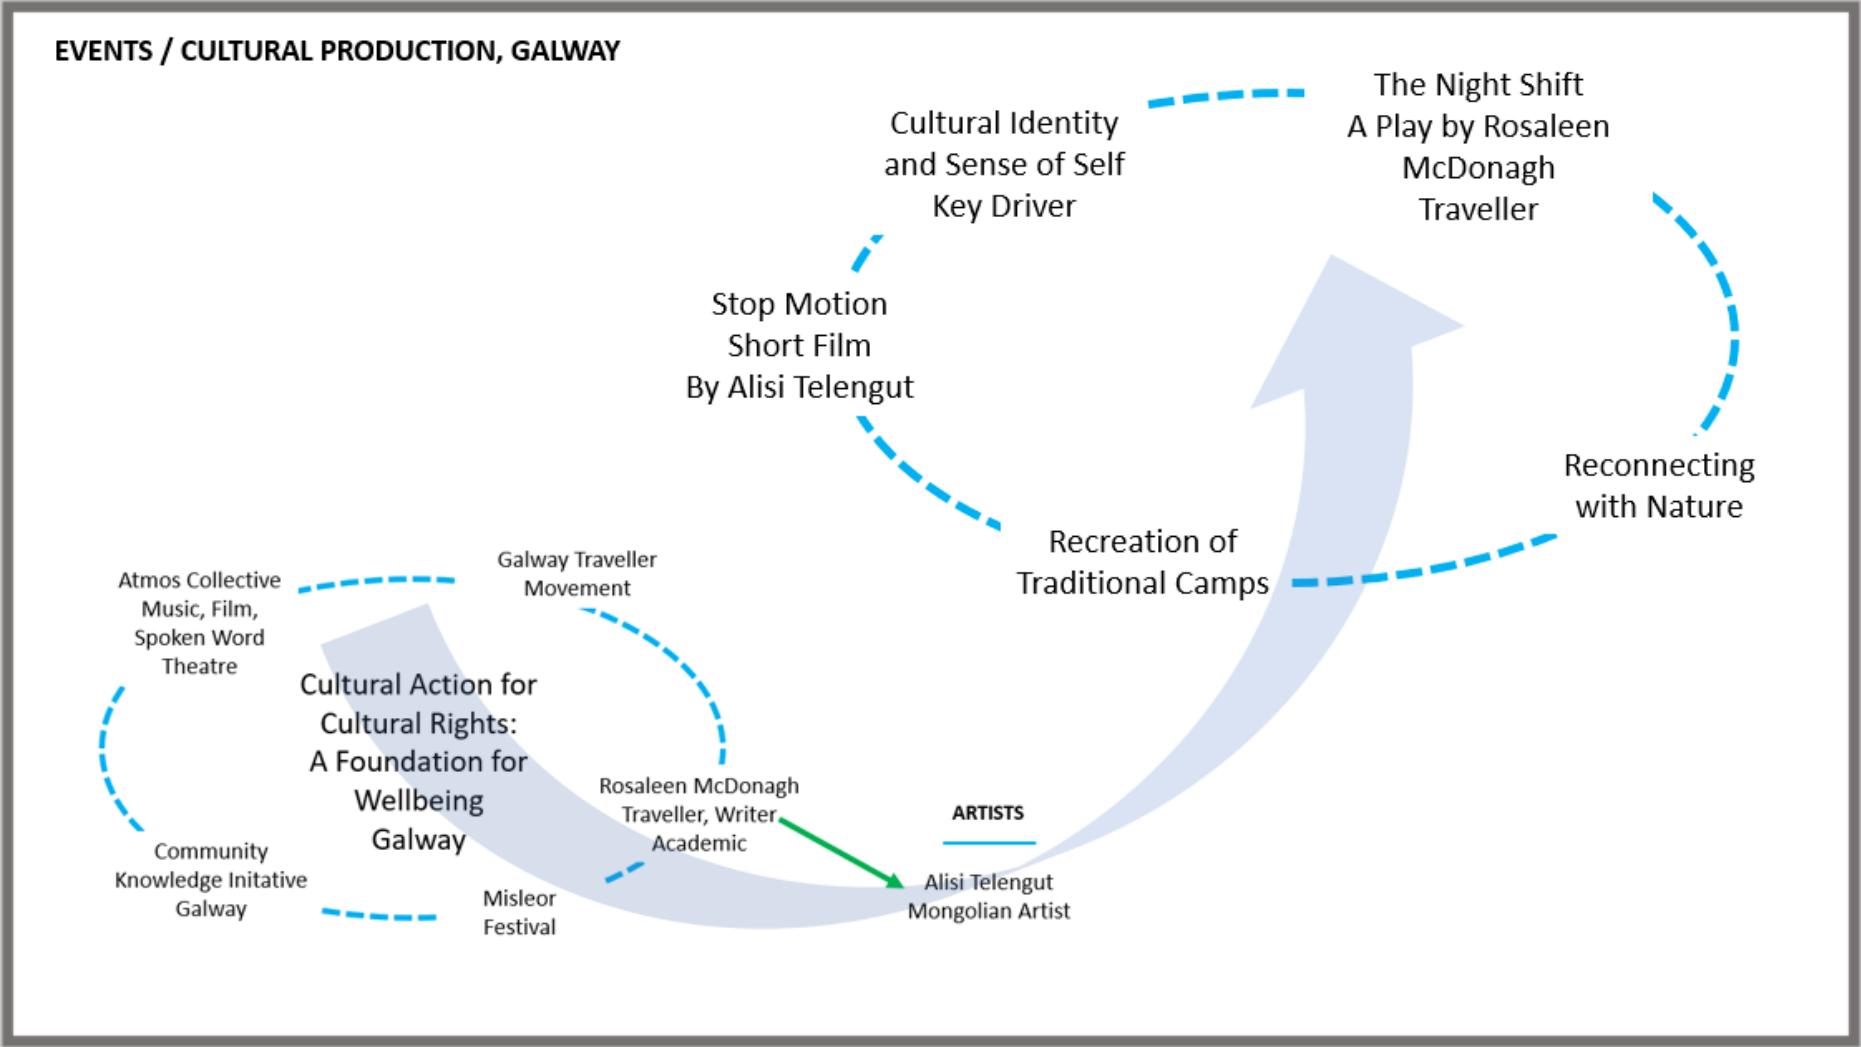 EVENTS / CULTURAL PRODUCTION, GALWAY
Cultural Identity
and Sense of Self
Key Driver
The Night Shift
A Play by Rosaleen
McDonagh
Traveller
Stop Motion
Short Film
By Alisi Telengut
Reconnecting
with Nature
Recreation of
Traditional Camps
Atmos Collective
Music, Film,
Spoken Word
Theatre
Galway Traveller
Movement
Cultural Action for
Cultural Rights:
A Foundation for
Wellbeing
Galway
Rosaleen McDonagh
Traveller, Writer
Academic
Community
Knowledge Initative
Galway
Misleor
Festival
ARTISTS
Alisi Telengut
Mongolian Artist